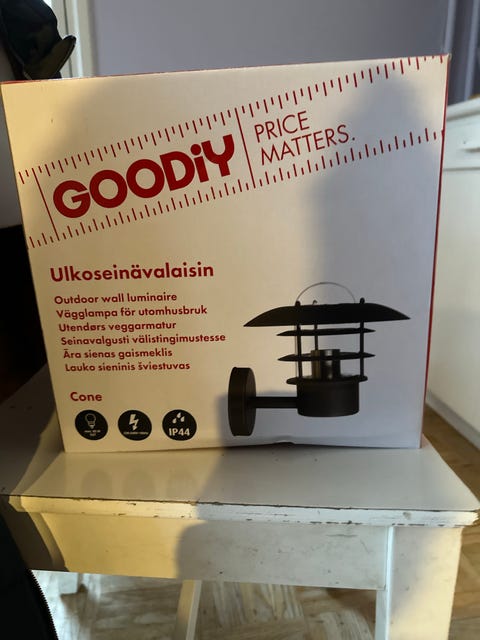 GOODiY
PRICE
MATTERS.
Ulkoseinävalaisin
Outdoor wall luminaire
Vägglampa för utomhusbruk
Utendørs veggarmatur
Seinavalgusti välistingimustesse
Āra sienas gaismeklis
Lauko sieninis šviestuvas
Cone
IP44